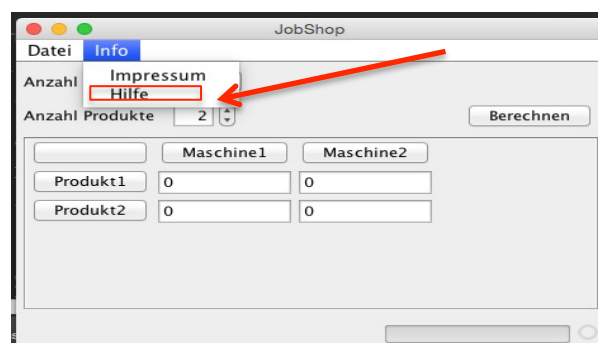 JobShop
Datei Info
Impressum
Hilfe
Anzahl
Anzahl Produkte 2 Berechnen
Maschine1 Maschine2
Produkt1 0 0
Produkt2 0 0